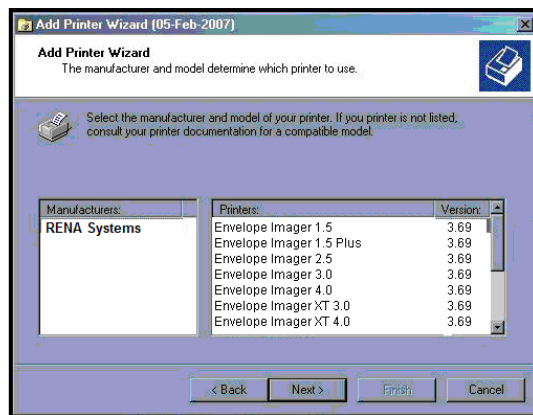 Add Printer Wizard (05-Feb-2007)
Add Printer Wizard
The manufacturer and model determine which printer to use.
Select the manufacturer and model of your printer. If you printer is not listed,
consult your printer documentation for a compatible model.
Manufacturers: Printers: Version:
RENA Systems Envelope Imager 1.5 3.69
Envelope Imager 1.5 Plus 3.69
Envelope Imager 2.5 3.69
Envelope Imager 3.0 3.69
Envelope Imager 4.0 3.69
Envelope Imager XT 3.0 3.69
Envelope Imager XT 4.0 3.69
< Back Next > Finish Cancel